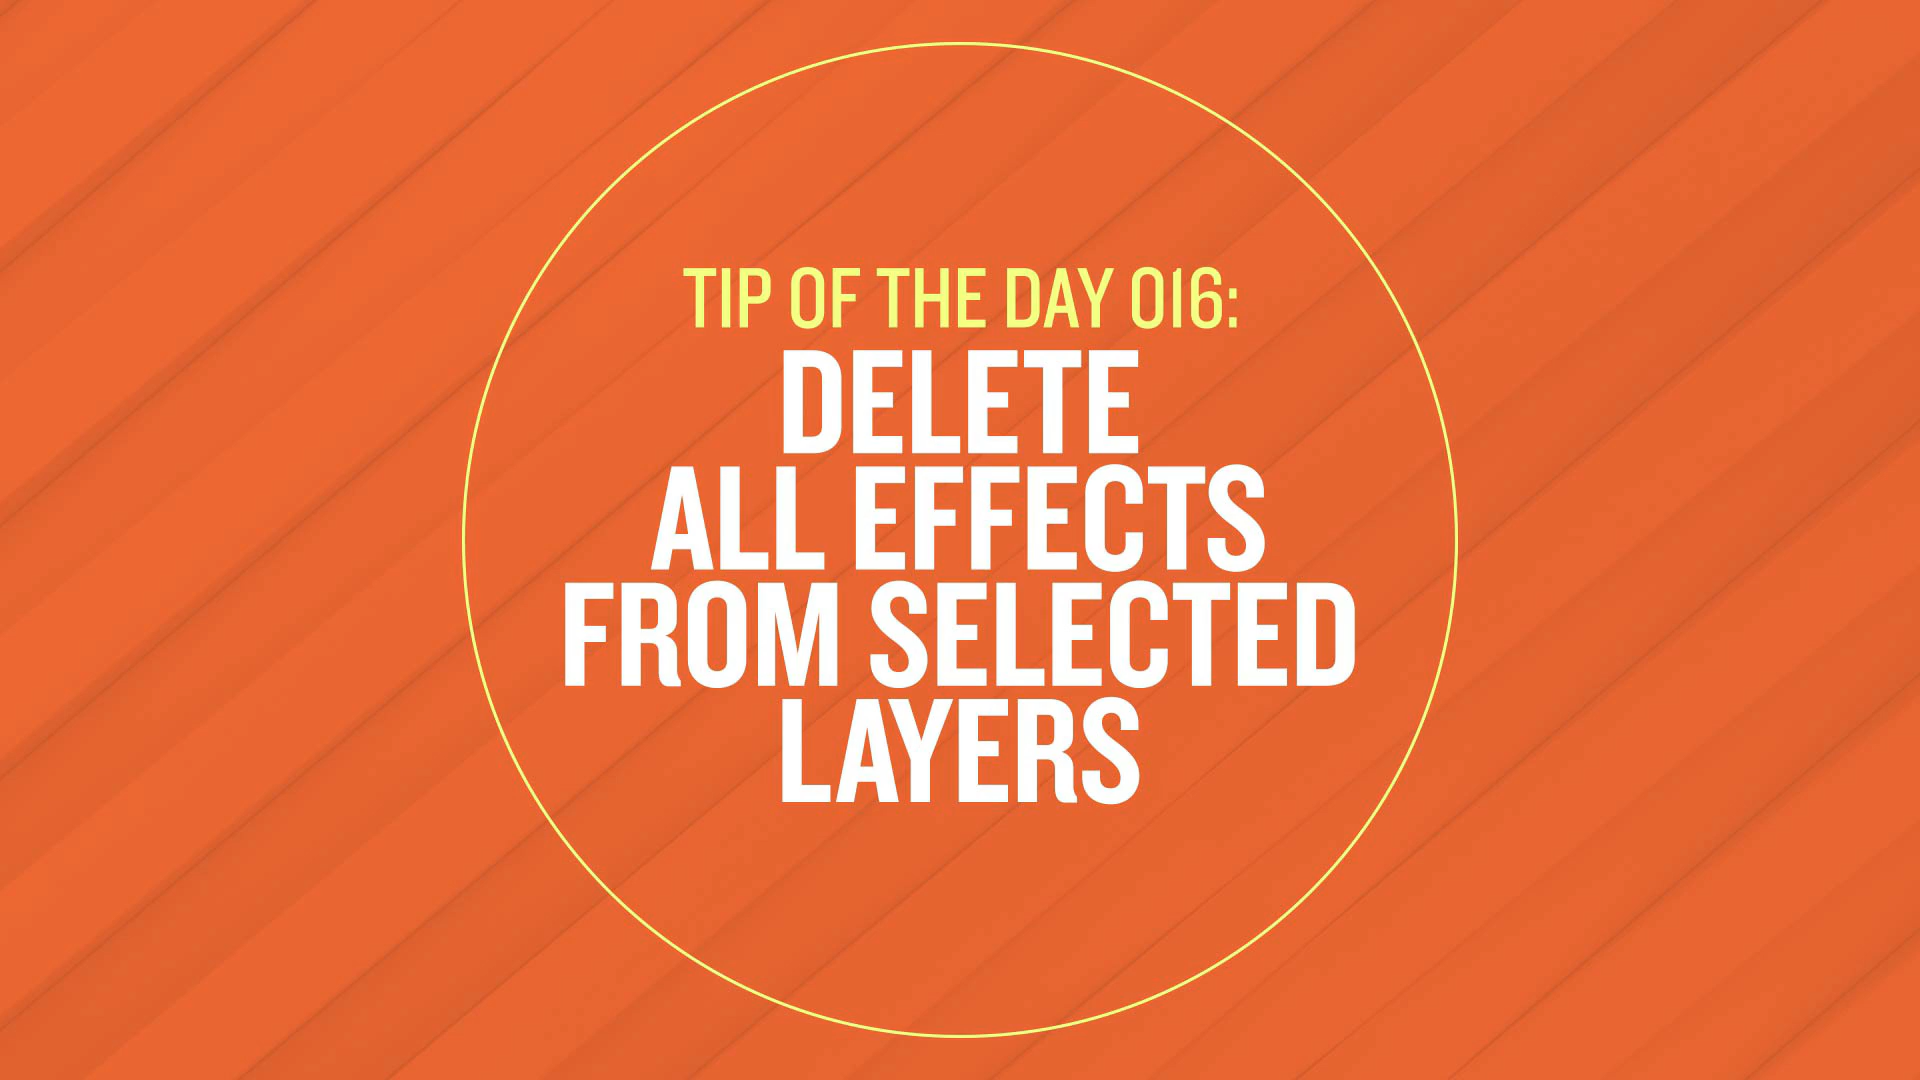 TIP OF THE DAY 016:
DELETE
ALL EFFECTS
FROM SELECTED
LAYERS